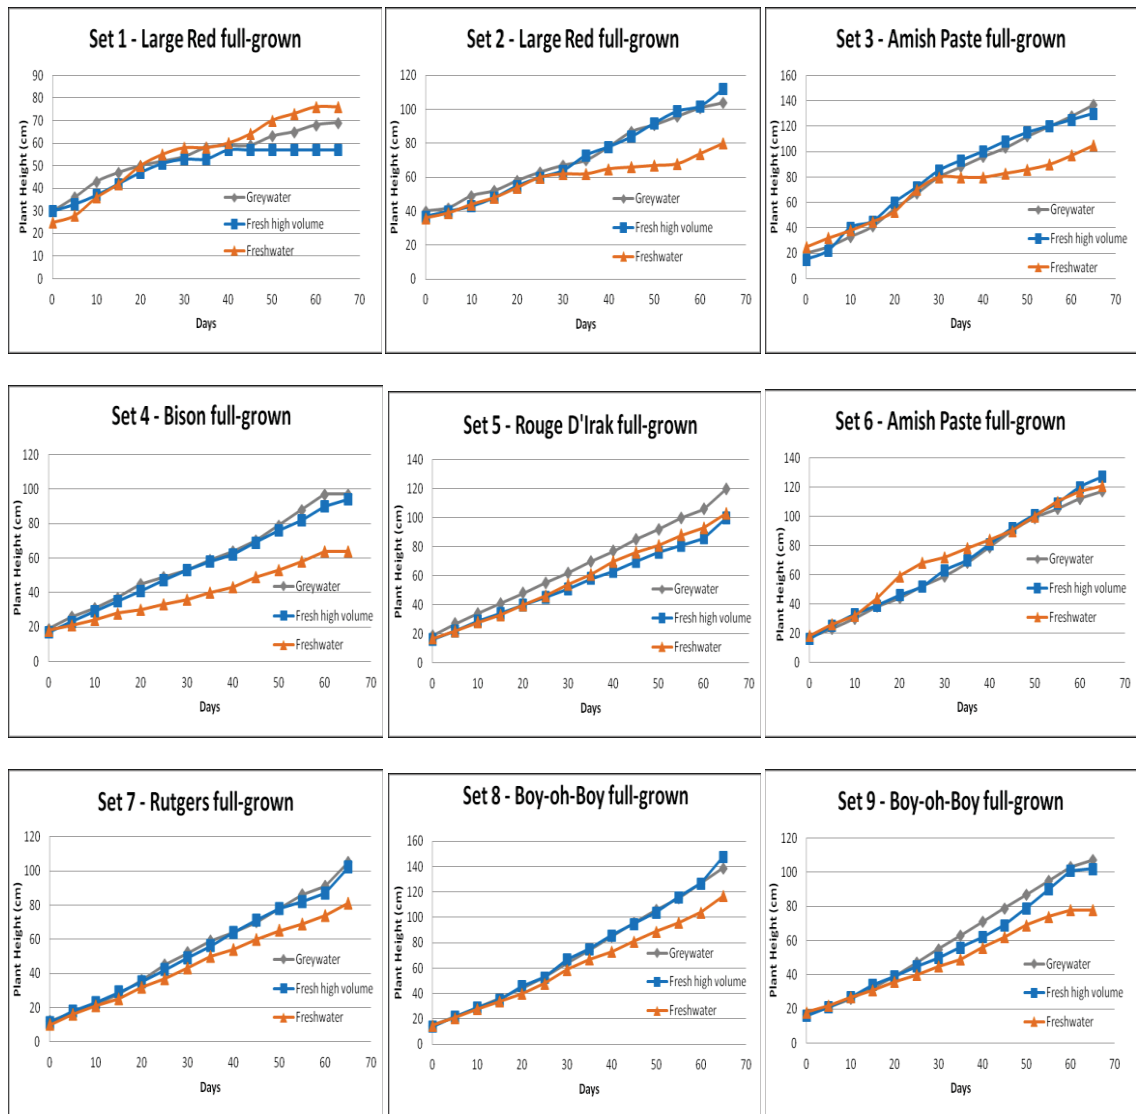 Set 1 - Large Red full-grown
Plant Height (cm)
90
80
70
60
50
40
30
20
10
0
0 10 20 30 40 50 60 70
Days
Greywater
Fresh high volume
Freshwater
Set 2 - Large Red full-grown
Plant Height (cm)
120
100
80
60
40
20
0
0 10 20 30 40 50 60 70
Days
Greywater
Fresh high volume
Freshwater
Set 3 - Amish Paste full-grown
Plant Height (cm)
160
140
120
100
80
60
40
20
0
0 10 20 30 40 50 60 70
Days
Greywater
Fresh high volume
Freshwater
Set 4 - Bison full-grown
Plant Height (cm)
120
100
80
60
40
20
0
0 10 20 30 40 50 60 70
Days
Greywater
Fresh high volume
Freshwater
Set 5 - Rouge D'Irak full-grown
Plant Height (cm)
140
120
100
80
60
40
20
0
0 10 20 30 40 50 60 70
Days
Greywater
Fresh high volume
Freshwater
Set 6 - Amish Paste full-grown
Plant Height (cm)
140
120
100
80
60
40
20
0
0 10 20 30 40 50 60 70
Days
Greywater
Fresh high volume
Freshwater
Set 7 - Rutgers full-grown
Plant Height (cm)
120
100
80
60
40
20
0
0 10 20 30 40 50 60 70
Days
Greywater
Fresh high volume
Freshwater
Set 8 - Boy-oh-Boy full-grown
Plant Height (cm)
160
140
120
100
80
60
40
20
0
0 10 20 30 40 50 60 70
Days
Greywater
Fresh high volume
Freshwater
Set 9 - Boy-oh-Boy full-grown
Plant Height (cm)
120
100
80
60
40
20
0
0 10 20 30 40 50 60 70
Days
Greywater
Fresh high volume
Freshwater